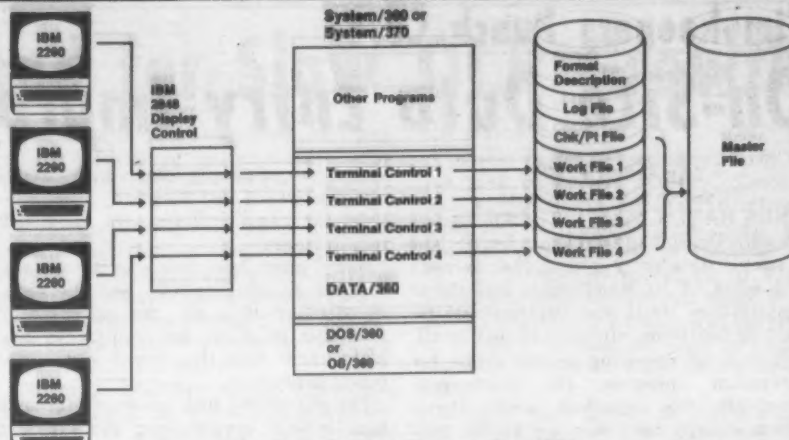 IBM
2260
IBM
2260
IBM
2260
IBM
2260
IBM
2848
Display
Control
System/360 or
System/370
Other Programs
Terminal Control 1
Terminal Control 2
Terminal Control 3
Terminal Control 4
DATA/360
DOS/360
or
OS/360
Format
Description
Log File
Chk/Pt File
Work File 1
Work File 2
Work File 3
Work File 4
Master
File